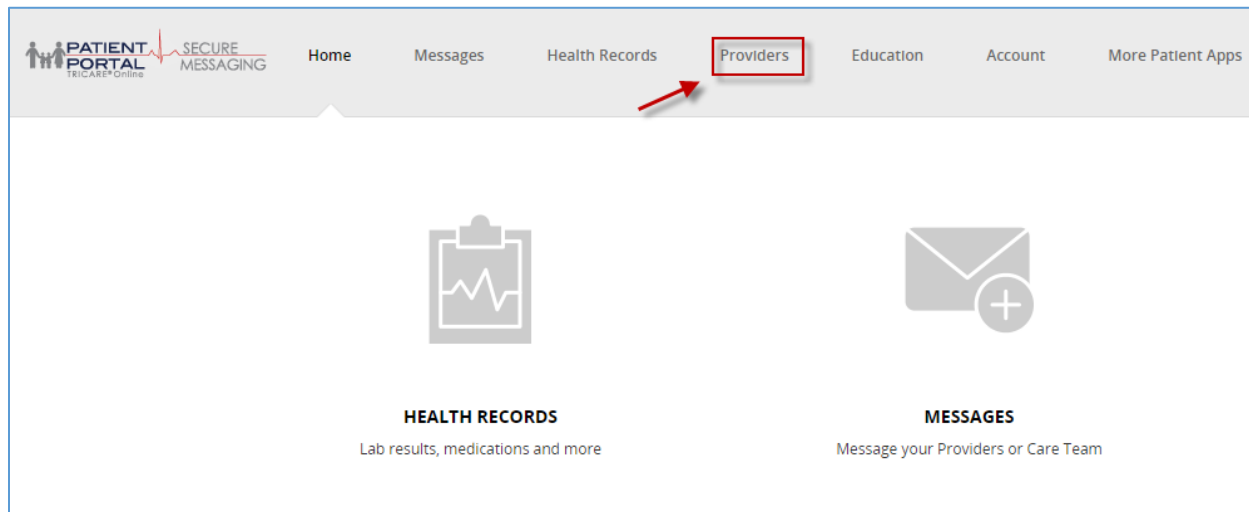 PATIENT PORTAL
TRICARE® Online
SECURE MESSAGING
Home Messages Health Records Providers Education Account More Patient Apps
HEALTH RECORDS
Lab results, medications and more
MESSAGES
Message your Providers or Care Team